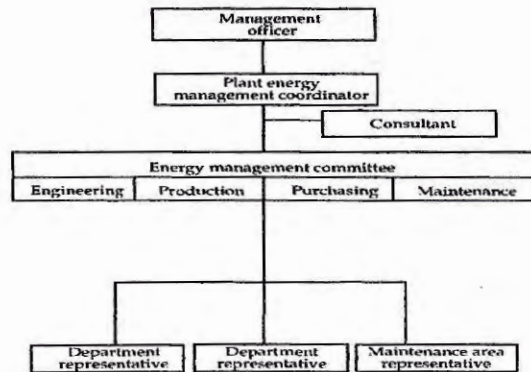 Management
officer
Plant energy
management coordinator
Consultant
Energy management committee
Engineering
Production
Purchasing
Maintenance
Department
representative
Department
representative
Maintenance area
representative